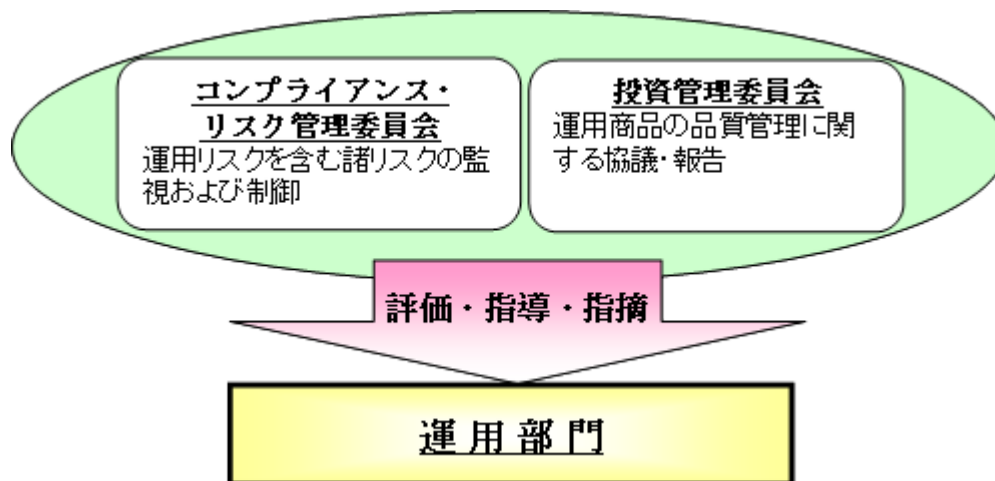 コンプライアンス・
リスク管理委員会
運用リスクを含む諸リスクの監
視および制御
投資管理委員会
運用商品の品質管理に関
する協議・報告
評価・指導・指摘
運用部門